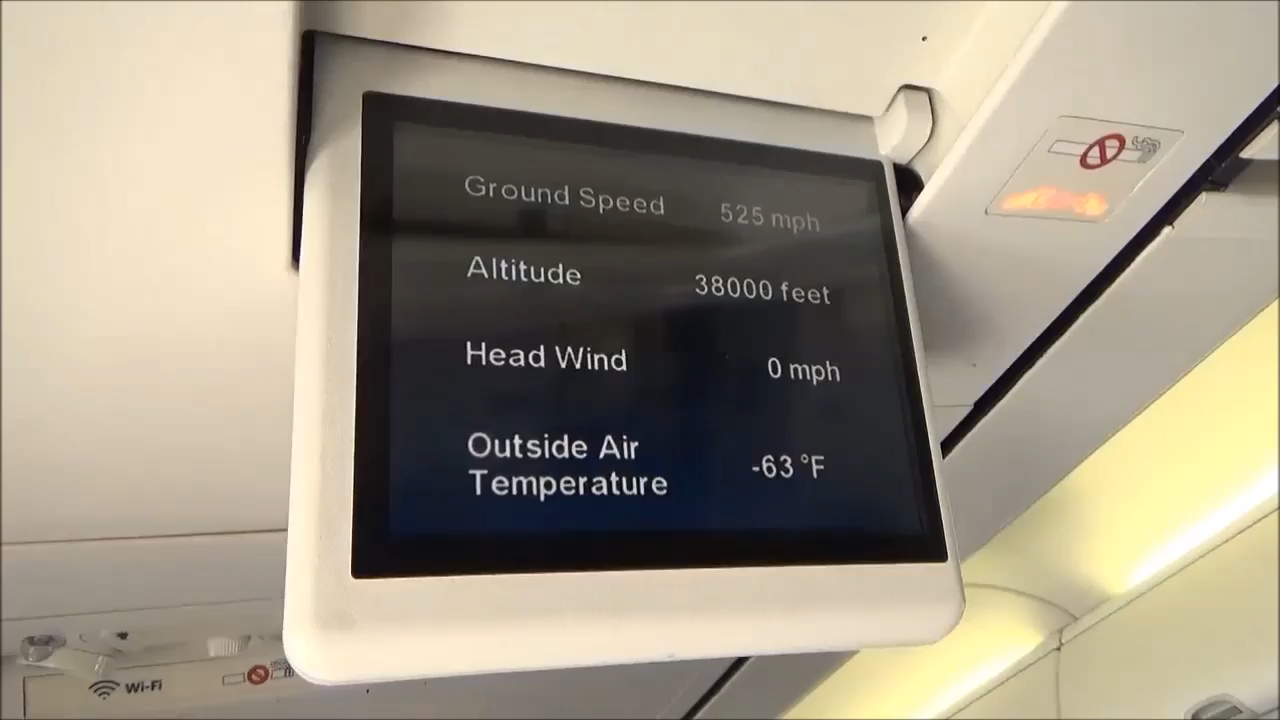 Ground Speed 525 mph
Altitude 38000 feet
Head Wind 0 mph
Outside Air
Temperature -63 °F
Wi-Fi